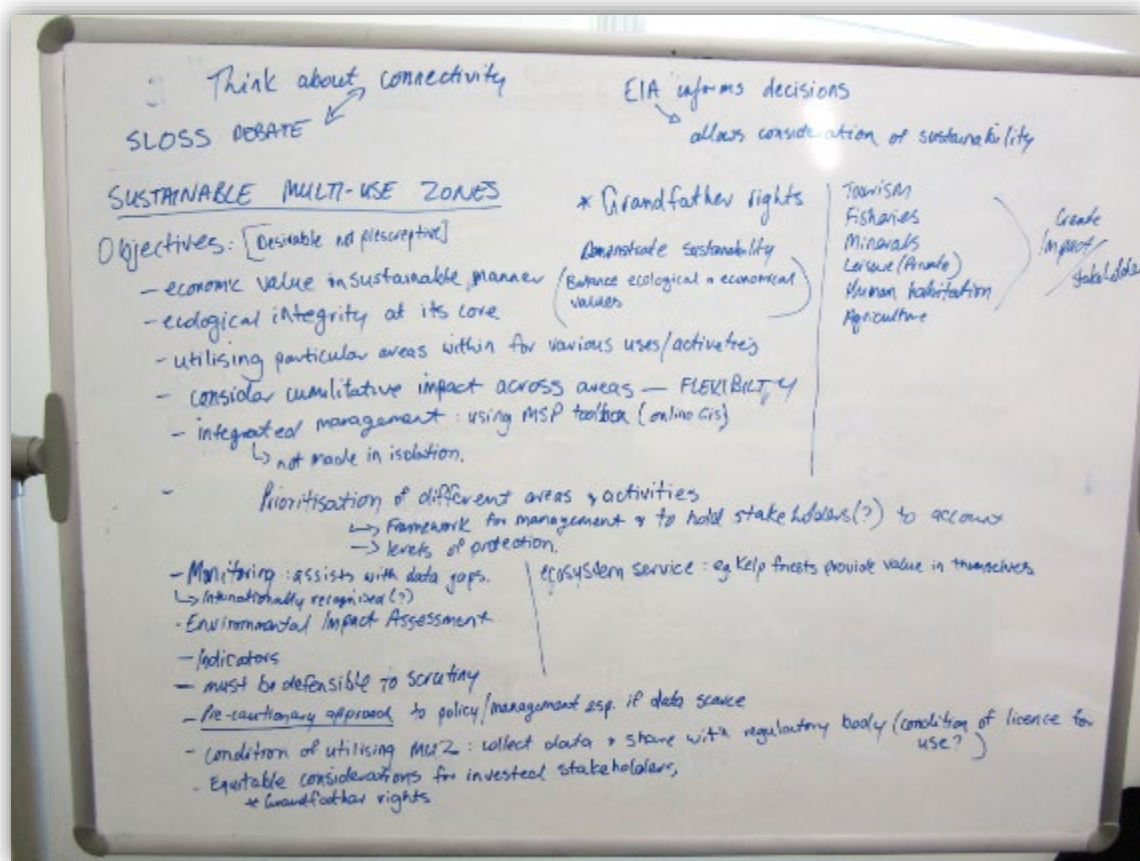 Think about connectivity
SLOSS DEBATE
EIA informs decisions
allows consideration of sustainability
SUSTAINABLE MULTI-USE ZONES
Objectives: [Desirable not prescriptive]
- economic value in sustainable manner
- ecological integrity at its core
- utilising particular areas within for various uses/activities
- consider cumulitative impact across areas — FLEXIBILTY
- integrated management : using MSP toolbox (online GIS)
↳ not made in isolation.
* Grandfather rights
Demonstrate sustainability
(Balance ecological + economical
values)
Tourism
Fisheries
Minerals
Leisure (Private)
Human habitation
Agriculture
Create
impact/
stakeholder
- Prioritisation of different areas & activities
↳ Framework for management & to hold stakeholders(?) to account
→ levels of protection.
- Monitoring : assists with data gaps.
↳ Internationally recognised(?)
- Environmental Impact Assessment
- Indicators
- must be defensible to scrutiny
ecosystem service : eg Kelp forests provide value in themselves
- Pre-cautionary approach to policy/management esp. if data scarce
- condition of utilising MUZ : collect data & share with regulatory body (condition of licence for
use?)
- Equitable considerations for invested stakeholders,
* Grandfather rights